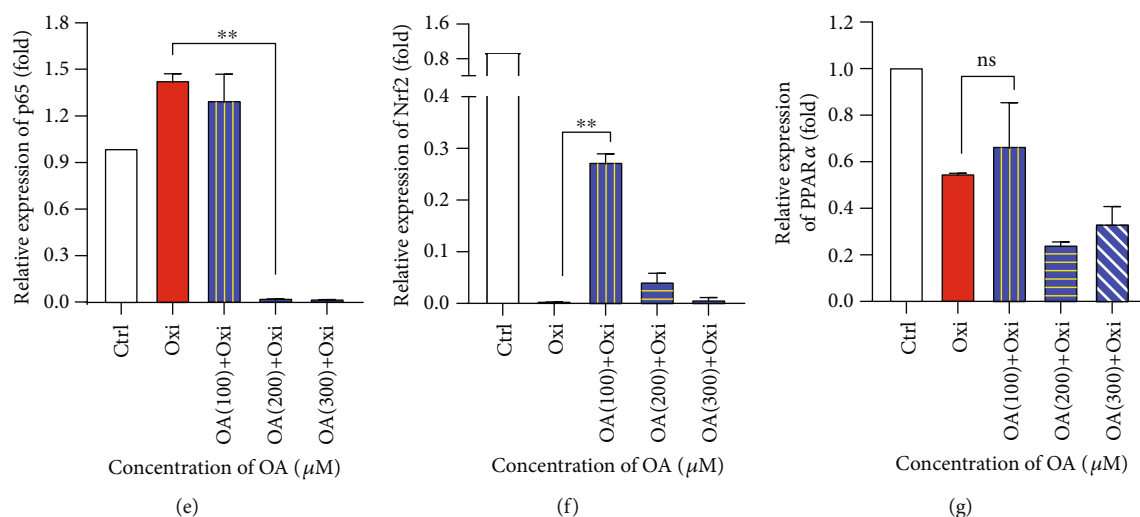 Relative expression of p65 (fold)
1.8
1.5
1.2
0.9
0.6
0.3
0.0
**
Ctrl
Oxi
OA(100)+Oxi
OA(200)+Oxi
OA(300)+Oxi
Concentration of OA (μM)
(e)
Relative expression of Nrf2 (fold)
0.8
0.4
0.3
0.2
0.1
0.0
**
Ctrl
Oxi
OA(100)+Oxi
OA(200)+Oxi
OA(300)+Oxi
Concentration of OA (μM)
(f)
Relative expression
of PPARα (fold)
1.2
1.0
0.8
0.6
0.4
0.2
0.0
ns
Ctrl
Oxi
OA(100)+Oxi
OA(200)+Oxi
OA(300)+Oxi
Concentration of OA (μM)
(g)